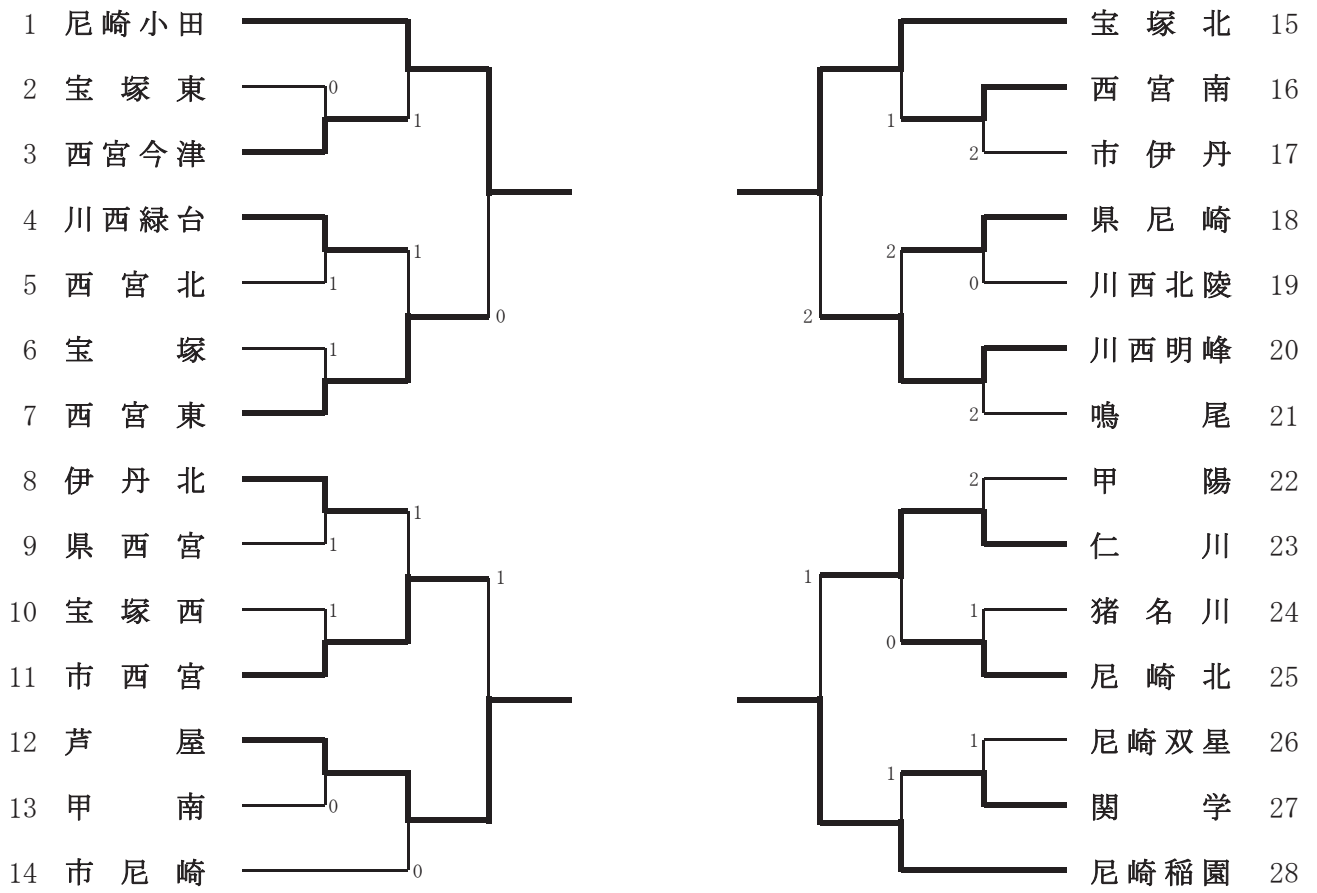 1 尼崎小田
2 宝塚東
0
1
3 西宮今津
4 川西緑台
1
5 西宮北
1
0
6 宝塚
1
7 西宮東
8 伊丹北
1
9 県西宮
1
1
10 宝塚西
1
11 市西宮
12 芦屋
13 甲南
0
14 市尼崎
0
宝塚北 15
西宮南 16
1
2
市伊丹 17
県尼崎 18
2
0
川西北陵 19
2
川西明峰 20
2
鳴尾 21
2
甲陽 22
仁川 23
1
1
猪名川 24
0
尼崎北 25
1
尼崎双星 26
1
関学 27
尼崎稲園 28